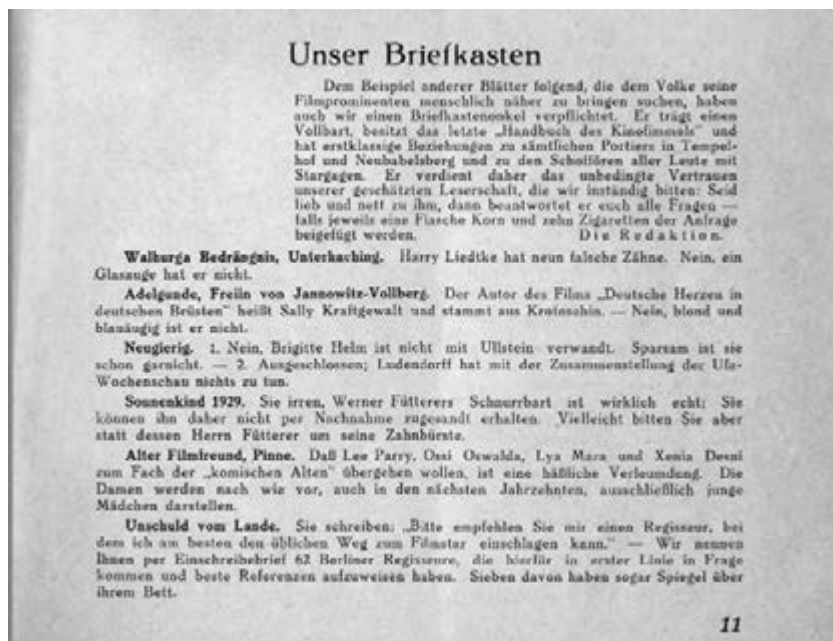 Unser Briefkasten
Dem Beispiel anderer Blätter folgend, die dem Volke seine
Filmprominenten menschlich näher zu bringen suchen, haben
auch wir einen Briefkastenonkel verpflichtet. Er trägt einen
Vollbart, besitzt das letzte „Handbuch des Kinofimmels" und
hat erstklassige Beziehungen zu sämtlichen Portiers in Tempel-
hof und Neubabelsberg und zu den Schofören aller Leute mit
Stargagen. Er verdient daher das unbedingte Vertrauen
unserer geschätzten Leserschaft, die wir inständig bitten: Seid
lieb und nett zu ihm, dann beantwortet er euch alle Fragen —
falls jeweils eine Flasche Korn und zehn Zigaretten der Anfrage
beigefügt werden. Die Redaktion.
Walburga Bedrängnis, Unterhaching. Harry Liedtke hat neun falsche Zähne. Nein, ein
Glasauge hat er nicht.
Adelgunde, Freiin von Jannowitz-Vollberg. Der Autor des Films „Deutsche Herzen in
deutschen Brüsten" heißt Sally Kraftgewalt und stammt aus Krotoschin. — Nein, blond und
blauäugig ist er nicht.
Neugierig. 1. Nein, Brigitte Helm ist nicht mit Ullstein verwandt. Sparsam ist sie
schon garnicht. — 2. Ausgeschlossen; Ludendorff hat mit der Zusammenstellung der Ufa-
Wochenschau nichts zu tun.
Sonnenkind 1929. Sie irren, Werner Fütterers Schnurrbart ist wirklich echt; Sie
können ihn daher nicht per Nachnahme zugesandt erhalten. Vielleicht bitten Sie aber
statt dessen Herrn Fütterer um seine Zahnbürste.
Alter Filmfreund, Pinne. Daß Lee Parry, Ossi Oswalda, Lya Mara und Xenia Desni
zum Fach der „komischen Alten" übergehen wollen, ist eine häßliche Verleumdung. Die
Damen werden nach wie vor, auch in den nächsten Jahrzehnten, ausschließlich junge
Mädchen darstellen.
Unschuld vom Lande. Sie schreiben: „Bitte empfehlen Sie mir einen Regisseur, bei
dem ich am besten den üblichen Weg zum Filmstar einschlagen kann." — Wir nennen
Ihnen per Einschreibebrief 62 Berliner Regisseure, die hierfür in erster Linie in Frage
kommen und beste Referenzen aufzuweisen haben. Sieben davon haben sogar Spiegel über
ihrem Bett.
11